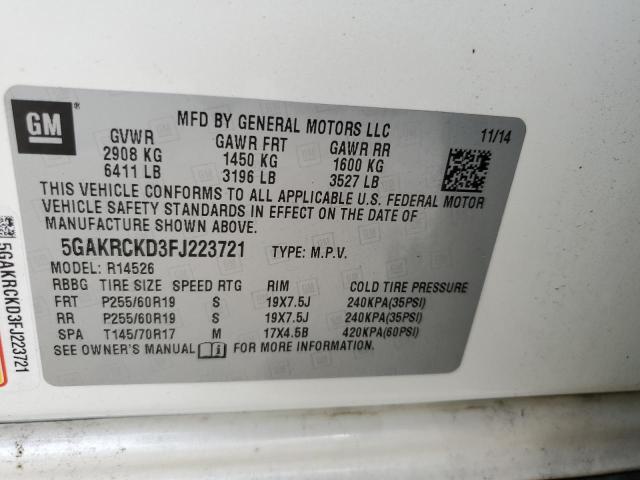 GM
MFD BY GENERAL MOTORS LLC
11/14
GVWR GAWR FRT GAWR RR
2908 KG 1450 KG 1600 KG
6411 LB 3196 LB 3527 LB
THIS VEHICLE CONFORMS TO ALL APPLICABLE U.S. FEDERAL MOTOR
VEHICLE SAFETY STANDARDS IN EFFECT ON THE DATE OF
MANUFACTURE SHOWN ABOVE.
5GAKRCKD3FJ223721 TYPE: M.P.V.
MODEL: R14526
RBBG TIRE SIZE SPEED RTG RIM COLD TIRE PRESSURE
FRT P255/60R19 S 19X7.5J 240KPA(35PSI)
RR P255/60R19 S 19X7.5J 240KPA(35PSI)
SPA T145/70R17 M 17X4.5B 420KPA(60PSI)
SEE OWNER'S MANUAL FOR MORE INFORMATION.
5GAKRCKD3FJ223721